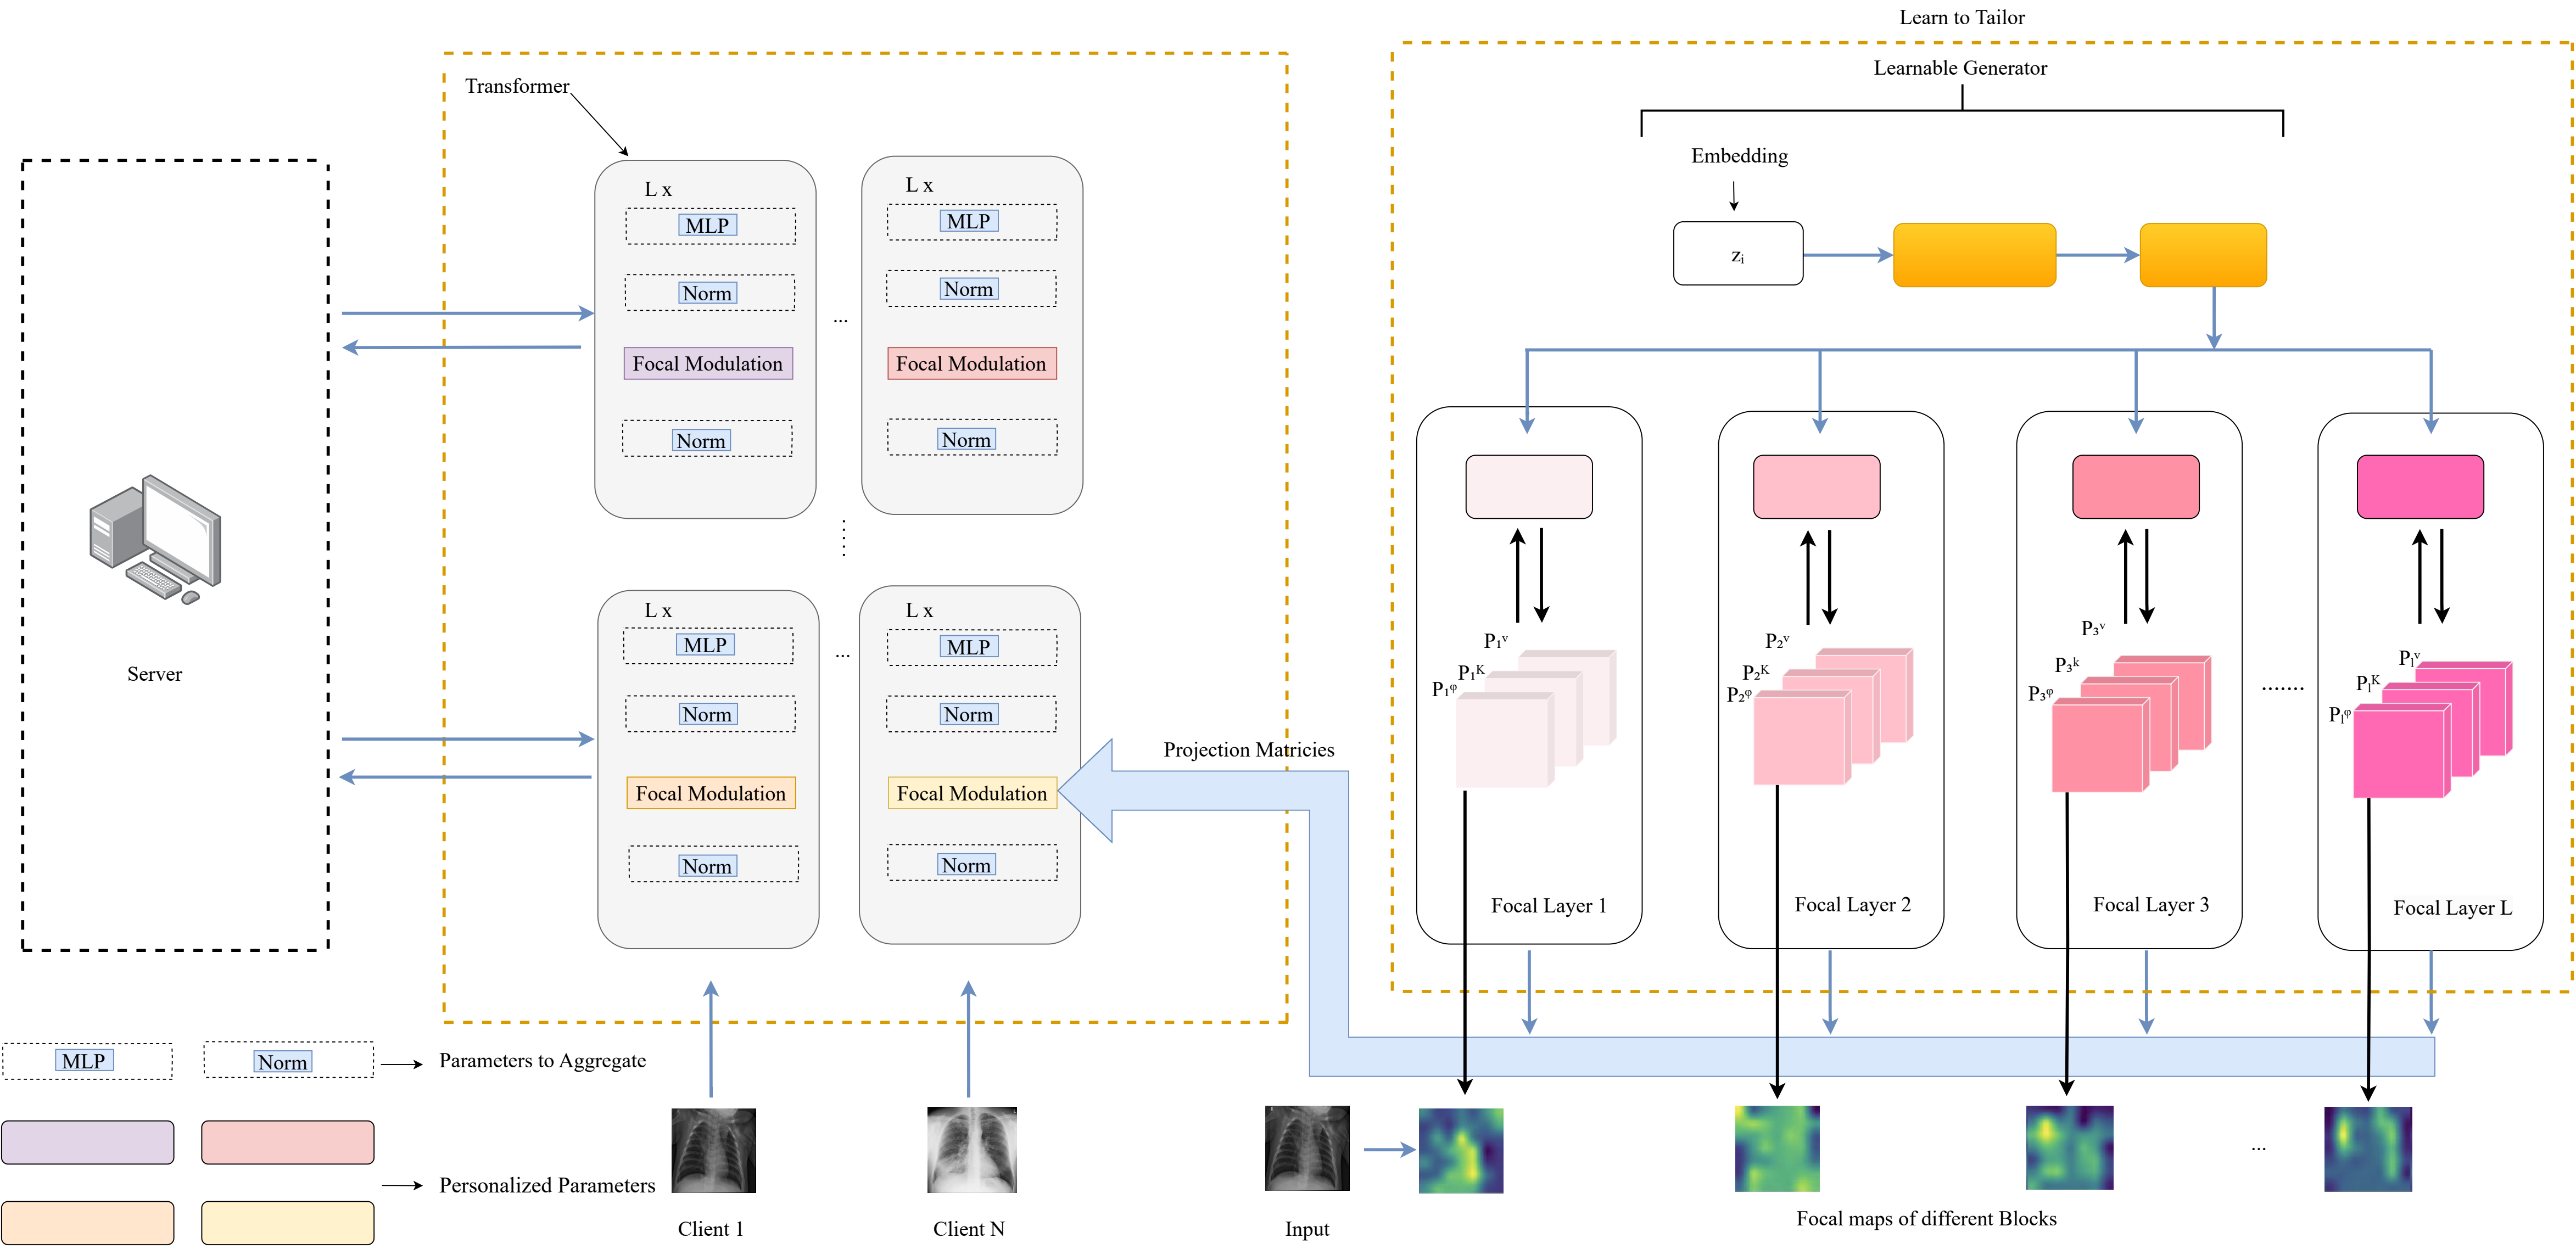 Learn to Tailor
Learnable Generator
Transformer
Embedding
zᵢ
L x
MLP
Norm
Focal Modulation
Norm
...
L x
MLP
Norm
Focal Modulation
Norm
......
L x
MLP
Norm
Focal Modulation
Norm
...
L x
MLP
Norm
Focal Modulation
Norm
Server
Projection Matricies
P₁ᵛ
P₁ᴷ
P₁ᵠ
Focal Layer 1
P₂ᵛ
P₂ᴷ
P₂ᵠ
Focal Layer 2
P₃ᵛ
P₃ᵏ
P₃ᵠ
Focal Layer 3
.......
Pₗᵛ
Pₗᴷ
Pₗᵠ
Focal Layer L
MLP
Norm
Parameters to Aggregate
Personalized Parameters
Client 1
Client N
Input
...
Focal maps of different Blocks